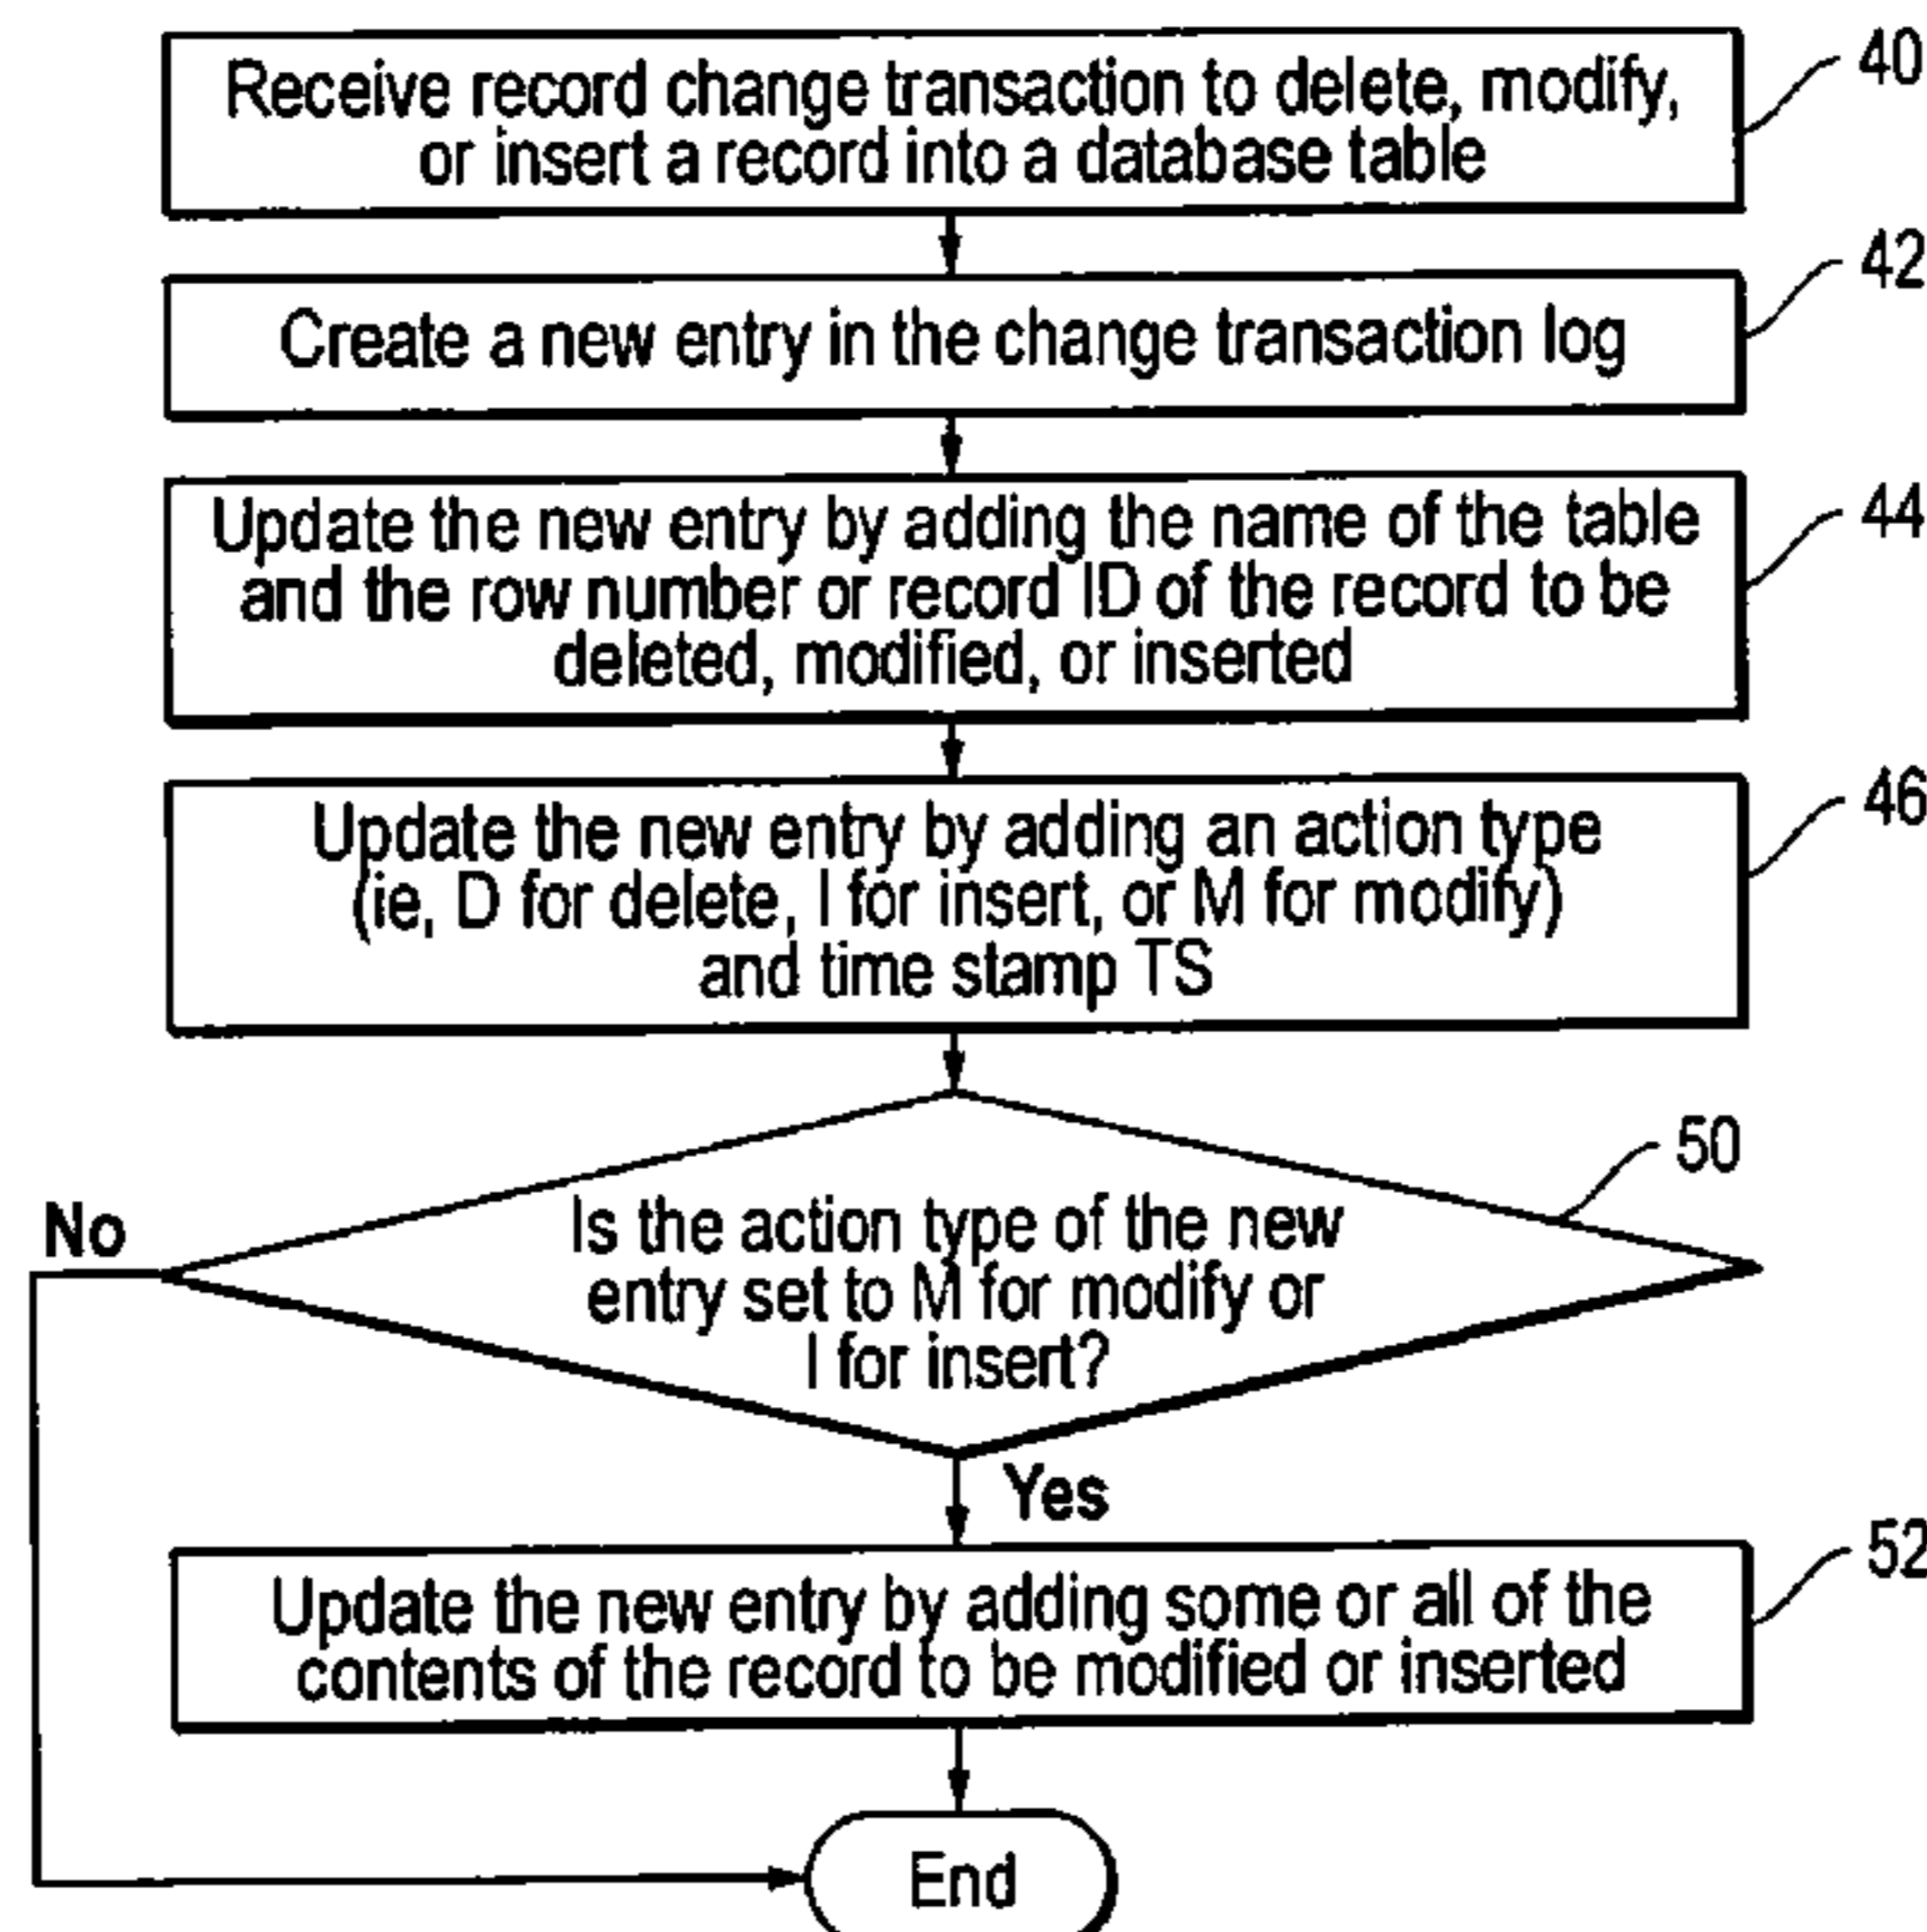 Receive record change transaction to delete, modify,
or insert a record into a database table
40
Create a new entry in the change transaction log
42
Update the new entry by adding the name of the table
and the row number or record ID of the record to be
deleted, modified, or inserted
44
Update the new entry by adding an action type
(ie, D for delete, I for insert, or M for modify)
and time stamp TS
46
Is the action type of the new
entry set to M for modify or
I for insert?
50
No
Yes
Update the new entry by adding some or all of the
contents of the record to be modified or inserted
52
End